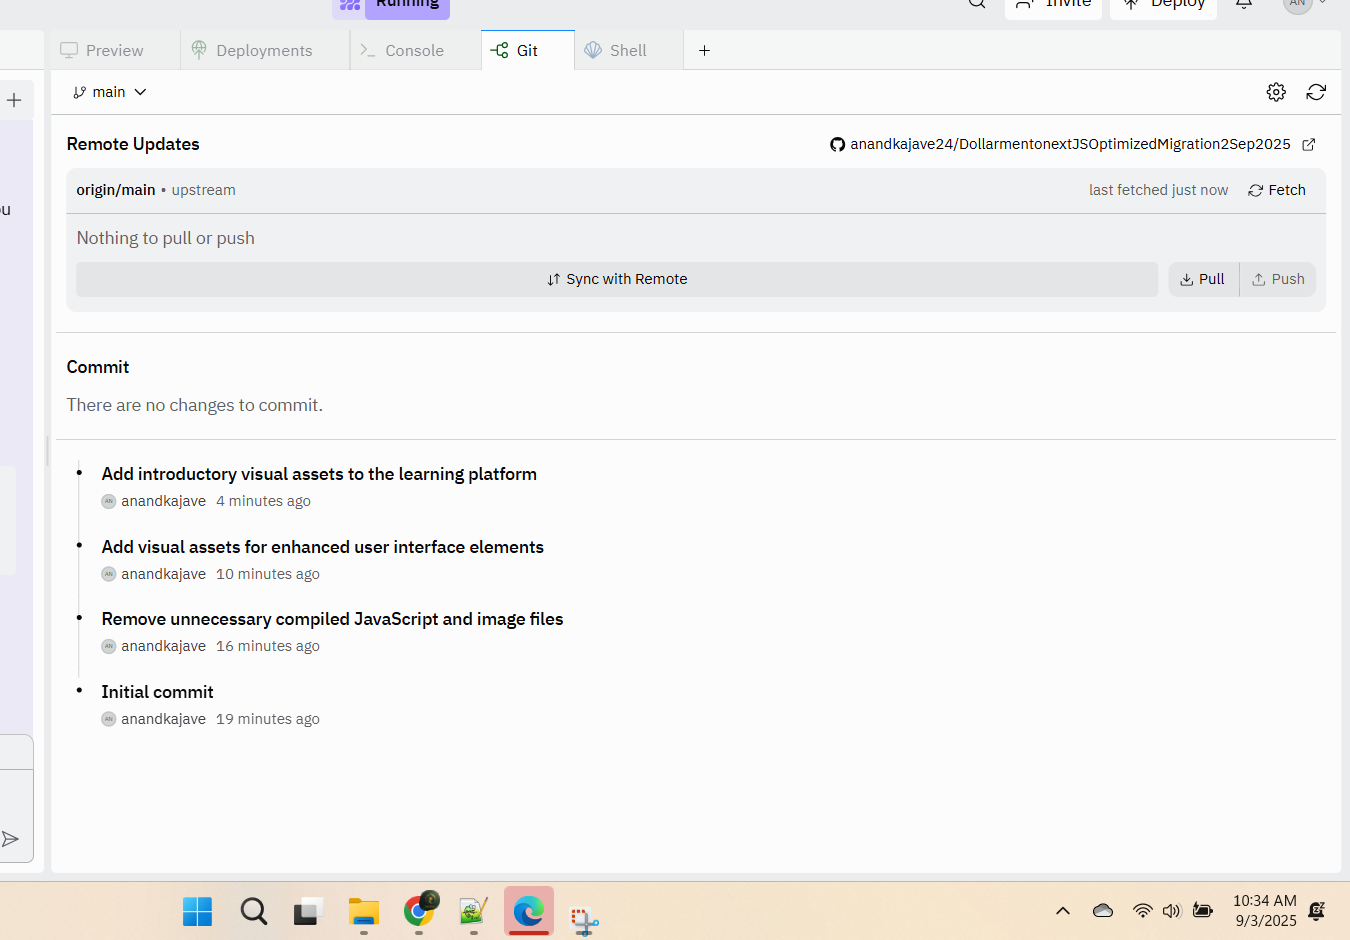 Running
Invite
Deploy
AN
Preview
Deployments
Console
Git
Shell
main
Remote Updates
anandkajave24/DollarmentonextJSOptimizedMigration2Sep2025
origin/main • upstream
last fetched just now
Fetch
Nothing to pull or push
Sync with Remote
Pull
Push
Commit
There are no changes to commit.
Add introductory visual assets to the learning platform
AN anandkajave 4 minutes ago
Add visual assets for enhanced user interface elements
AN anandkajave 10 minutes ago
Remove unnecessary compiled JavaScript and image files
AN anandkajave 16 minutes ago
Initial commit
AN anandkajave 19 minutes ago
10:34 AM
9/3/2025